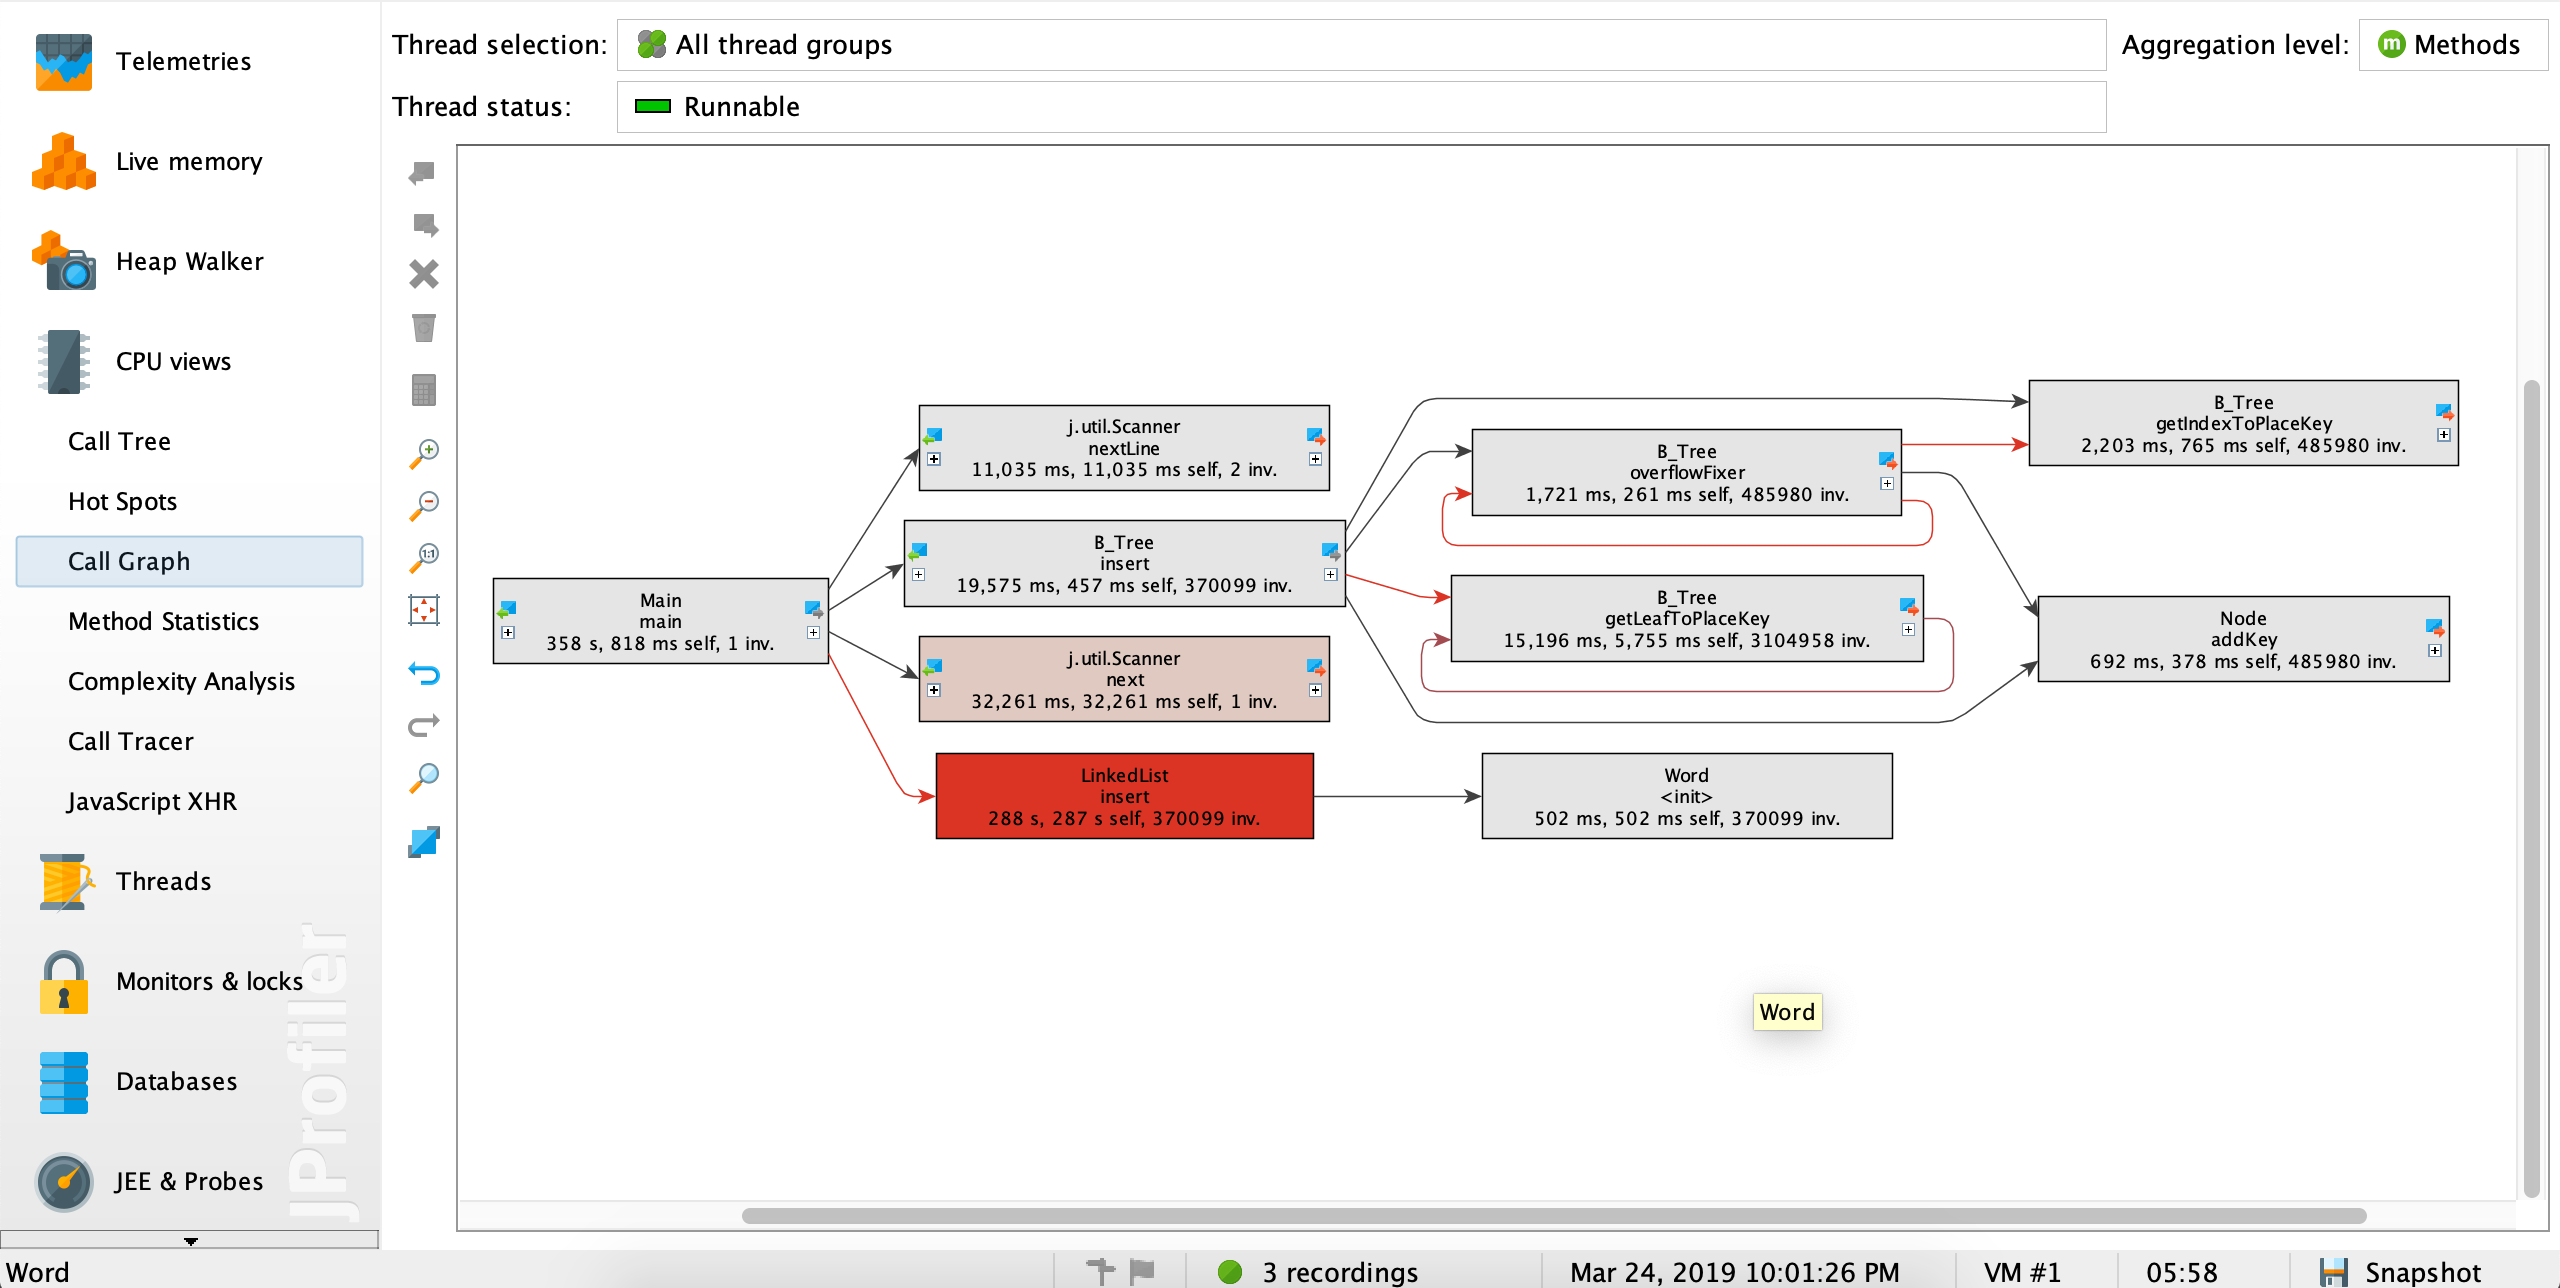 Telemetries
Live memory
Heap Walker
CPU views
Call Tree
Hot Spots
Call Graph
Method Statistics
Complexity Analysis
Call Tracer
JavaScript XHR
Threads
Monitors & locks
Databases
JEE & Probes
JProfiler
Thread selection: All thread groups
Aggregation level: m Methods
Thread status: Runnable
1:1
Main
main
358 s, 818 ms self, 1 inv.
j.util.Scanner
nextLine
11,035 ms, 11,035 ms self, 2 inv.
B_Tree
insert
19,575 ms, 457 ms self, 370099 inv.
j.util.Scanner
next
32,261 ms, 32,261 ms self, 1 inv.
LinkedList
insert
288 s, 287 s self, 370099 inv.
B_Tree
overflowFixer
1,721 ms, 261 ms self, 485980 inv.
B_Tree
getLeafToPlaceKey
15,196 ms, 5,755 ms self, 3104958 inv.
Word
<init>
502 ms, 502 ms self, 370099 inv.
B_Tree
getIndexToPlaceKey
2,203 ms, 765 ms self, 485980 inv.
Node
addKey
692 ms, 378 ms self, 485980 inv.
Word
Word
3 recordings
Mar 24, 2019 10:01:26 PM
VM #1
05:58
Snapshot